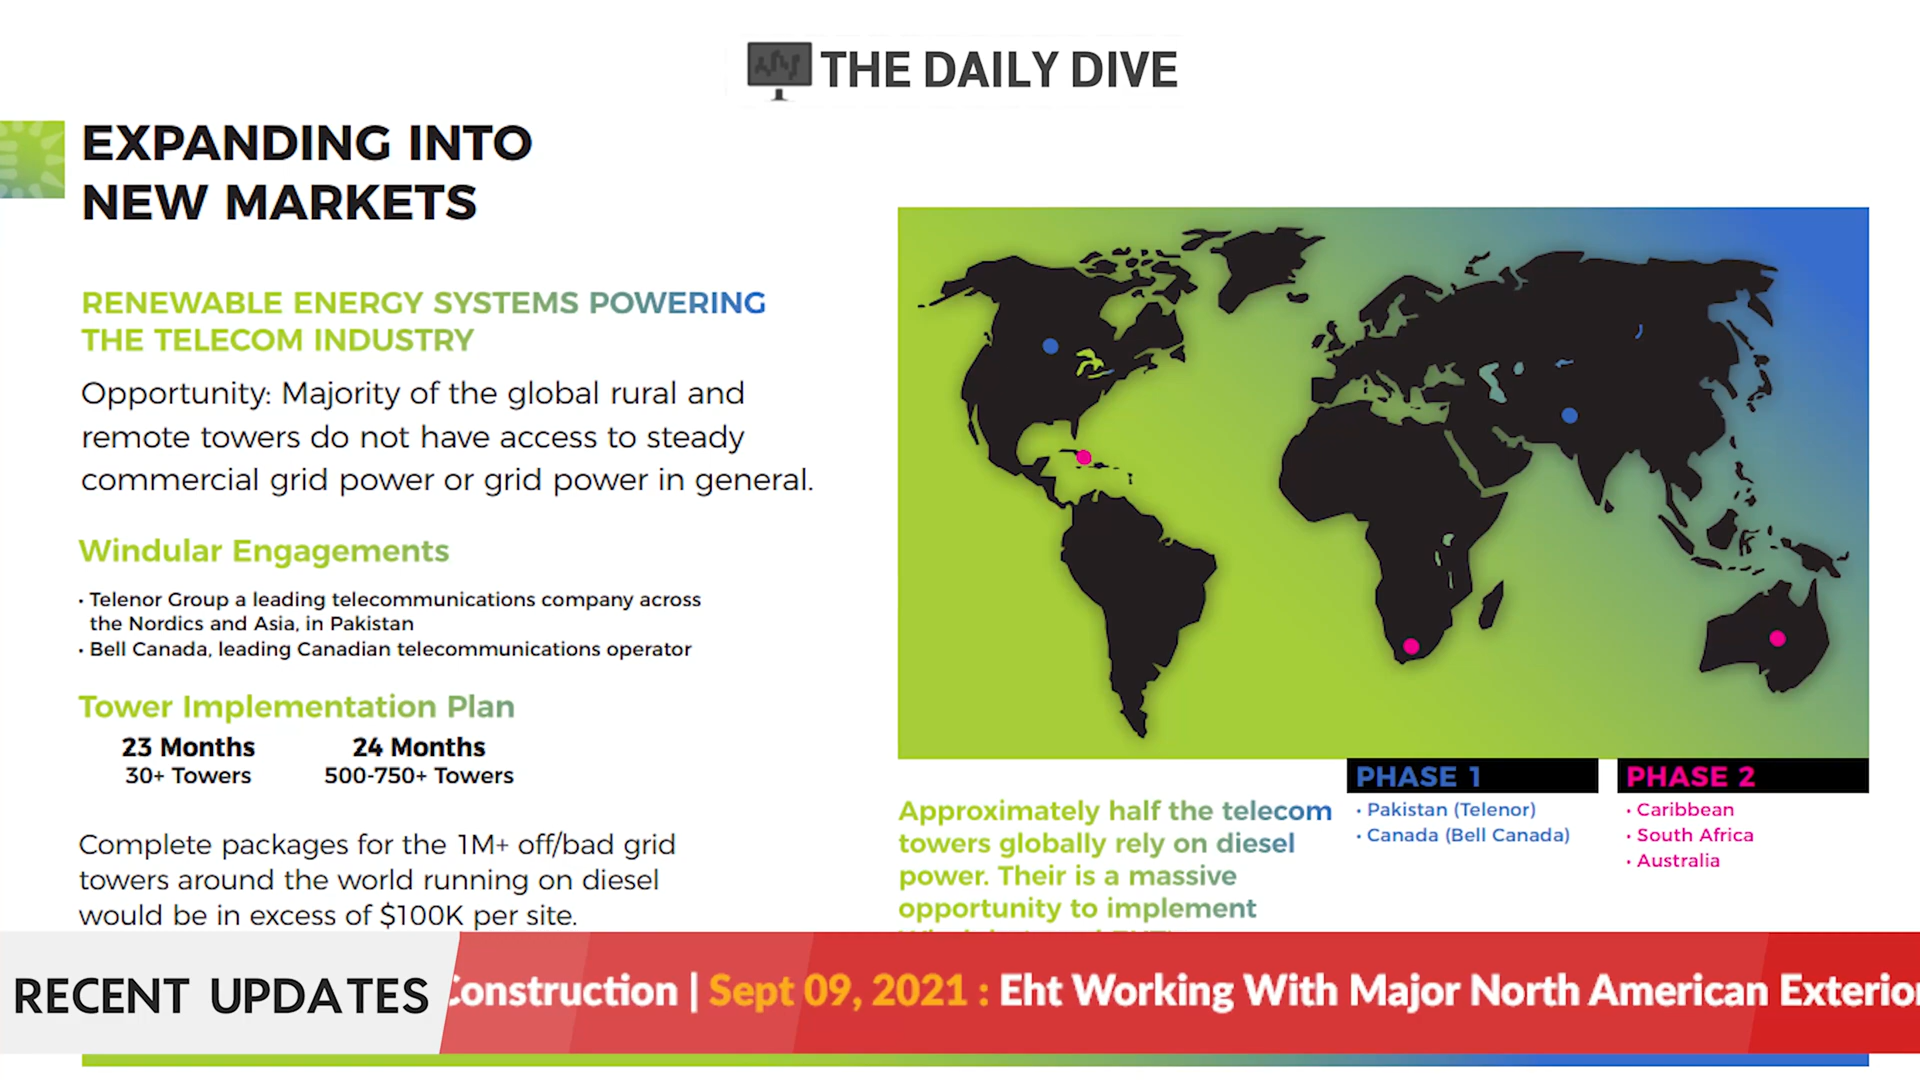 THE DAILY DIVE
EXPANDING INTO
NEW MARKETS
RENEWABLE ENERGY SYSTEMS POWERING
THE TELECOM INDUSTRY
Opportunity: Majority of the global rural and
remote towers do not have access to steady
commercial grid power or grid power in general.
Windular Engagements
• Telenor Group a leading telecommunications company across
the Nordics and Asia, in Pakistan
• Bell Canada, leading Canadian telecommunications operator
Tower Implementation Plan
23 Months 24 Months
30+ Towers 500-750+ Towers
Complete packages for the 1M+ off/bad grid
towers around the world running on diesel
would be in excess of $100K per site.
Approximately half the telecom
towers globally rely on diesel
power. Their is a massive
opportunity to implement
PHASE 1
• Pakistan (Telenor)
• Canada (Bell Canada)
PHASE 2
• Caribbean
• South Africa
• Australia
RECENT UPDATES
Construction | Sept 09, 2021 : Eht Working With Major North American Exterio